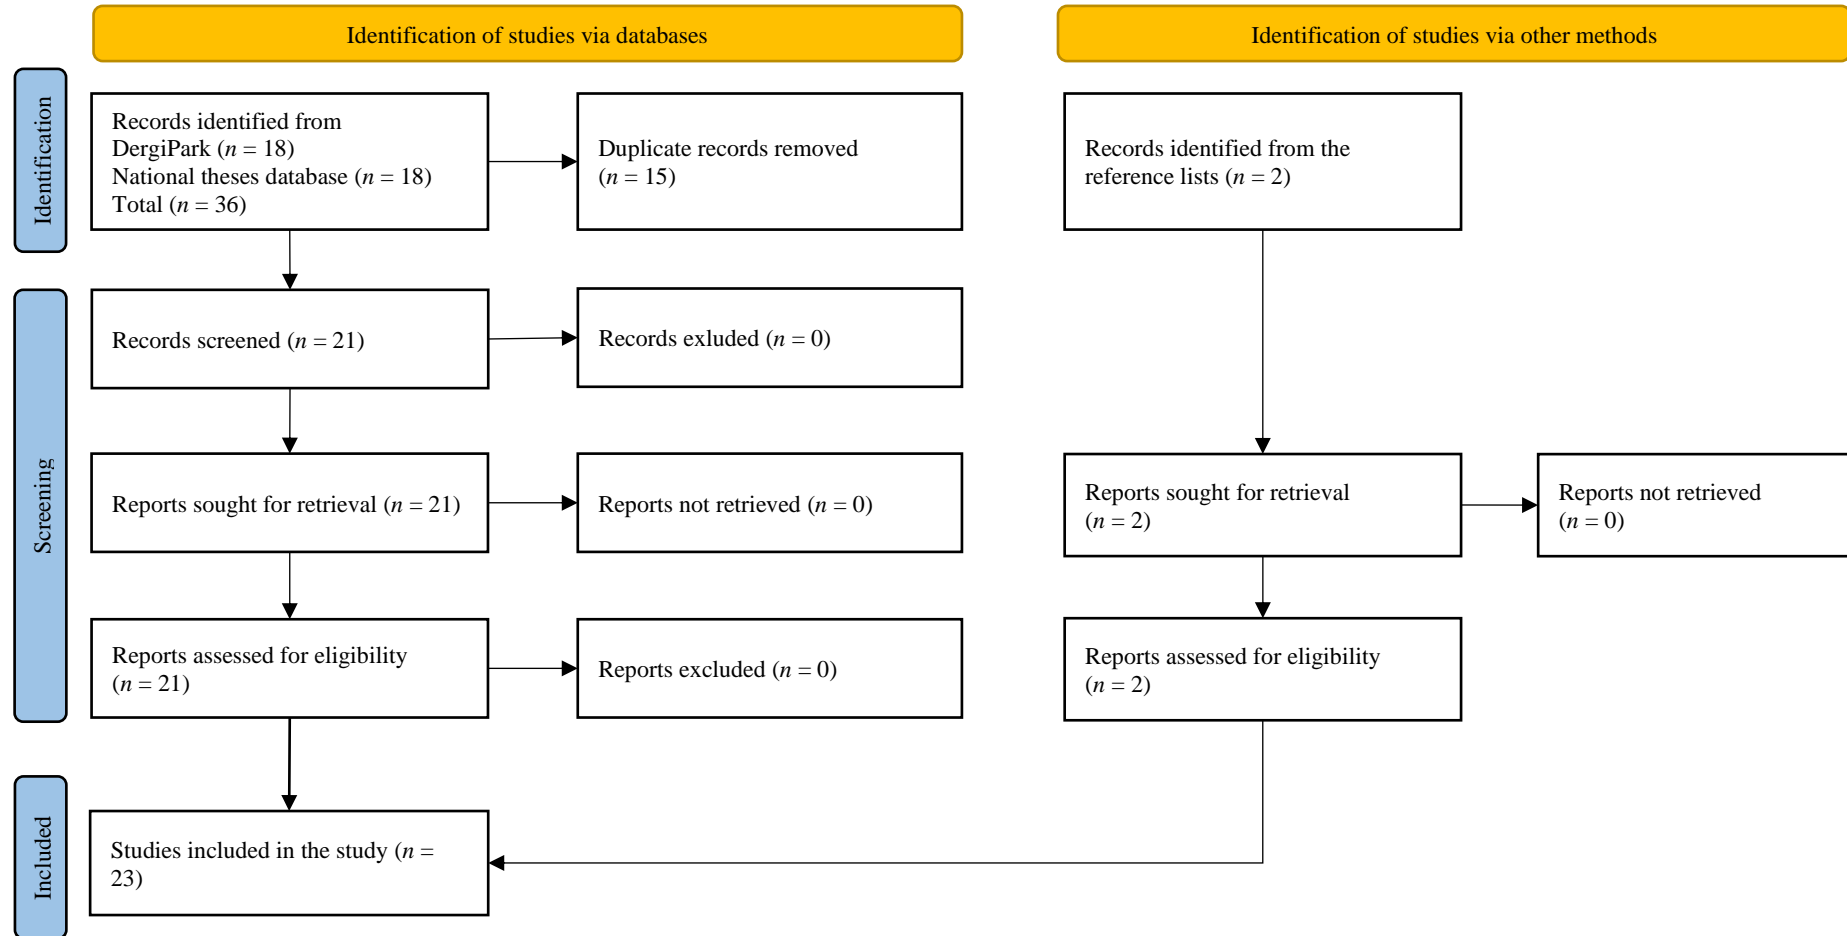 Identification of studies via databases
Identification of studies via other methods
Identification
Records identified from
DergiPark (n = 18)
National theses database (n = 18)
Total (n = 36)
Duplicate records removed
(n = 15)
Records identified from the
reference lists (n = 2)
Screening
Records screened (n = 21)
Records exluded (n = 0)
Reports sought for retrieval (n = 21)
Reports not retrieved (n = 0)
Reports sought for retrieval
(n = 2)
Reports not retrieved
(n = 0)
Reports assessed for eligibility
(n = 21)
Reports excluded (n = 0)
Reports assessed for eligibility
(n = 2)
Included
Studies included in the study (n =
23)